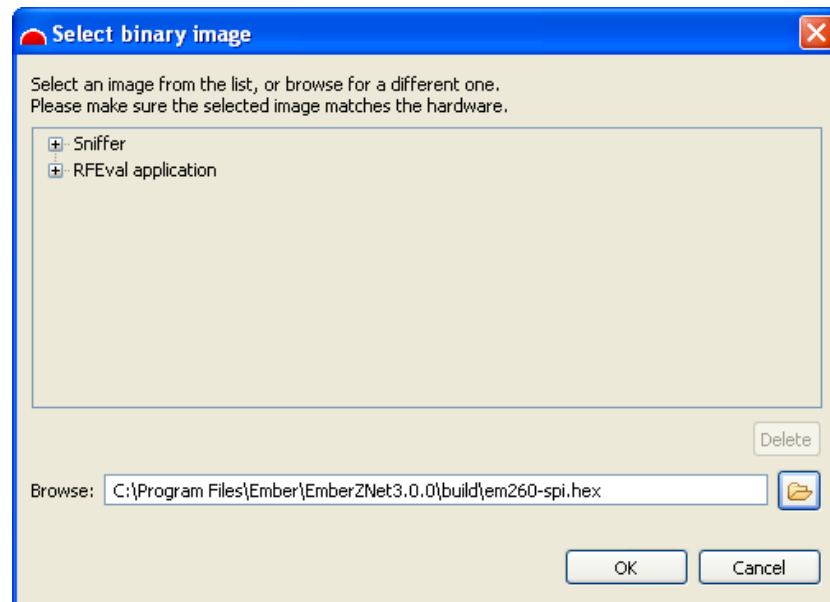 Select binary image
Select an image from the list, or browse for a different one.
Please make sure the selected image matches the hardware.
Sniffer
RFEval application
Delete
Browse: C:\Program Files\Ember\EmberZNet3.0.0\build\em260-spi.hex
OK Cancel